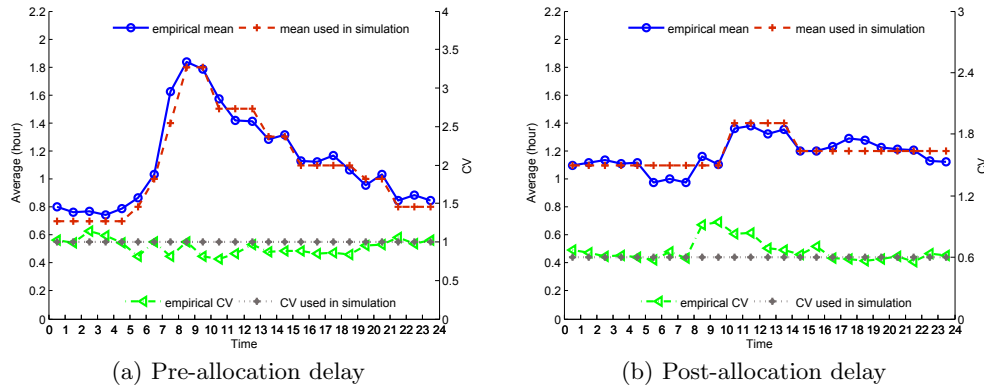 empirical mean
mean used in simulation
Average (hour)
2.2
2
1.8
1.6
1.4
1.2
1
0.8
0.6
0.4
0.2
0
4
3.5
3
2.5
2
1.5
1
0.5
0
CV
empirical CV
CV used in simulation
0 1 2 3 4 5 6 7 8 9 10 11 12 13 14 15 16 17 18 19 20 21 22 23 24
Time
(a) Pre-allocation delay
empirical mean
mean used in simulation
Average (hour)
2.2
2
1.8
1.6
1.4
1.2
1
0.8
0.6
0.4
0.2
0
3
2.4
1.8
1.2
0.6
0
CV
empirical CV
CV used in simulation
0 1 2 3 4 5 6 7 8 9 10 11 12 13 14 15 16 17 18 19 20 21 22 23 24
Time
(b) Post-allocation delay